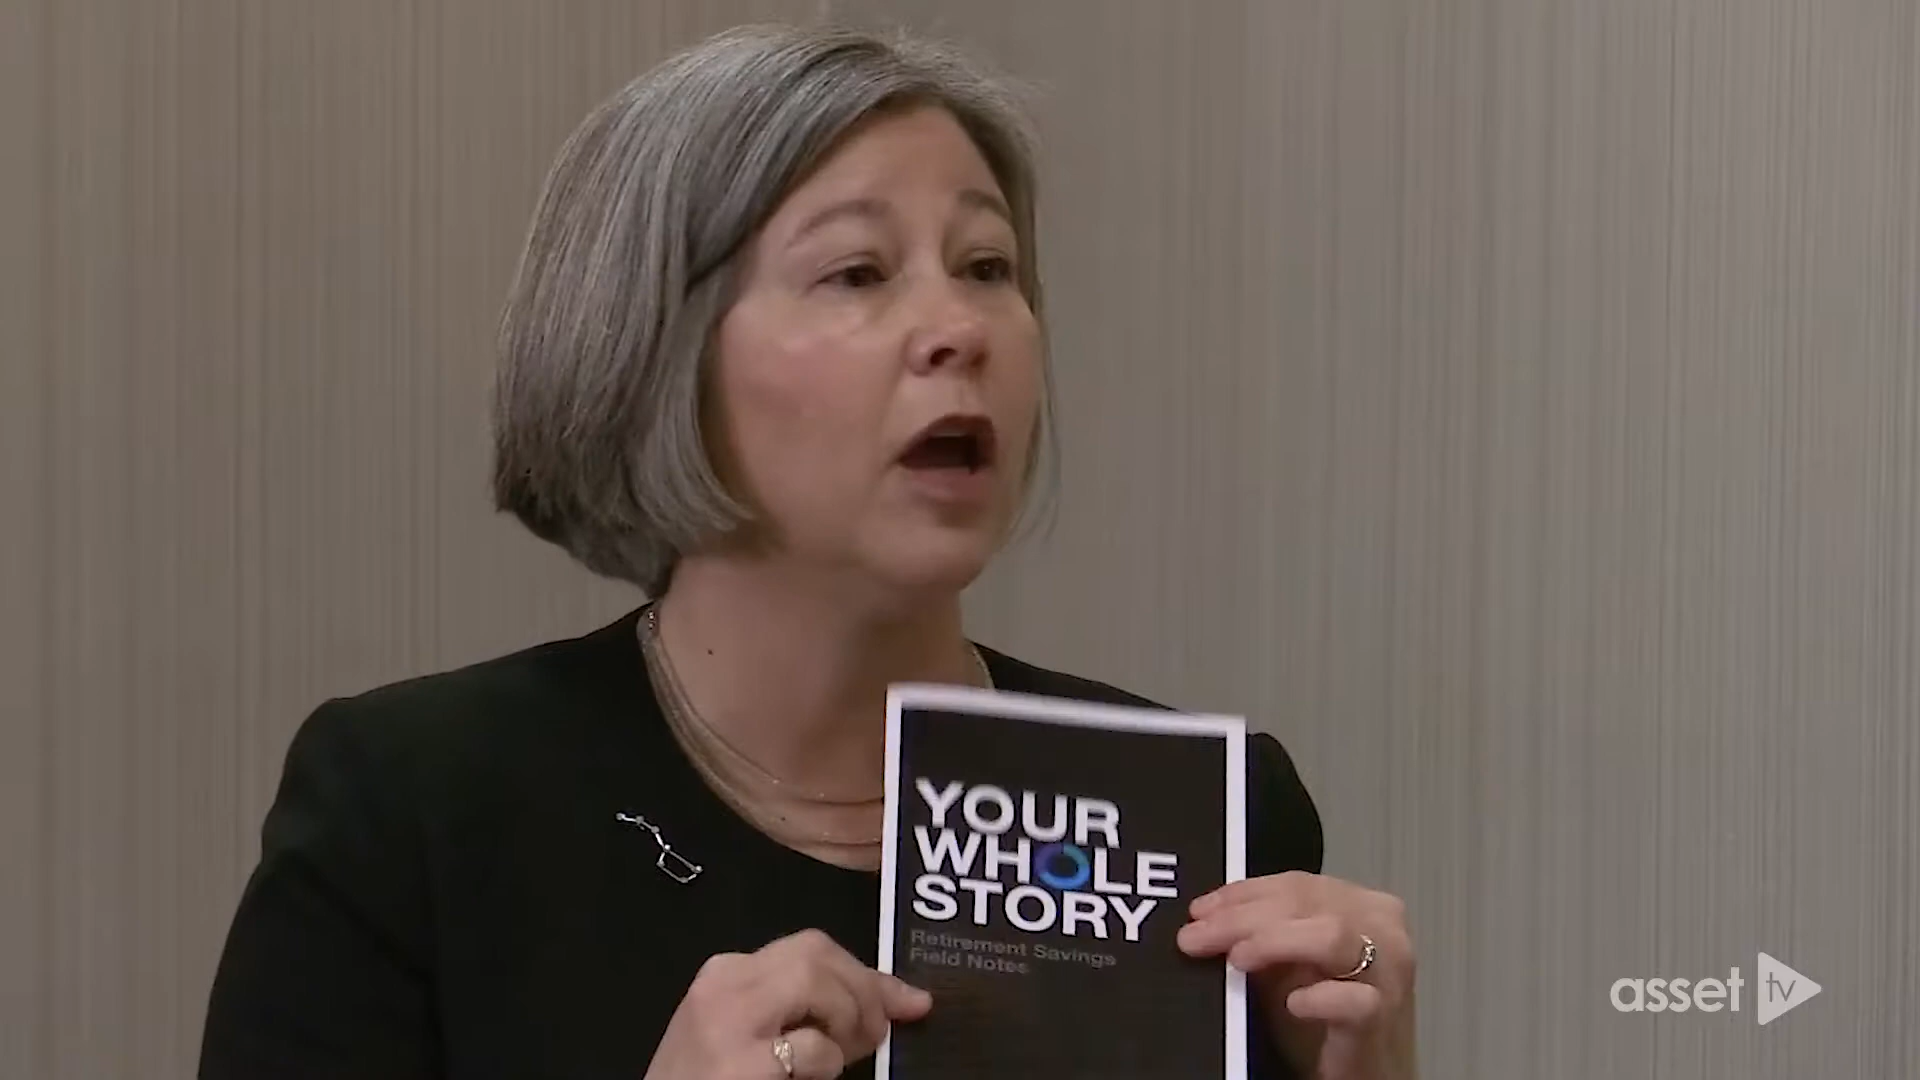 YOUR
WHOLE
STORY
Retirement Savings
Field Notes
asset tv